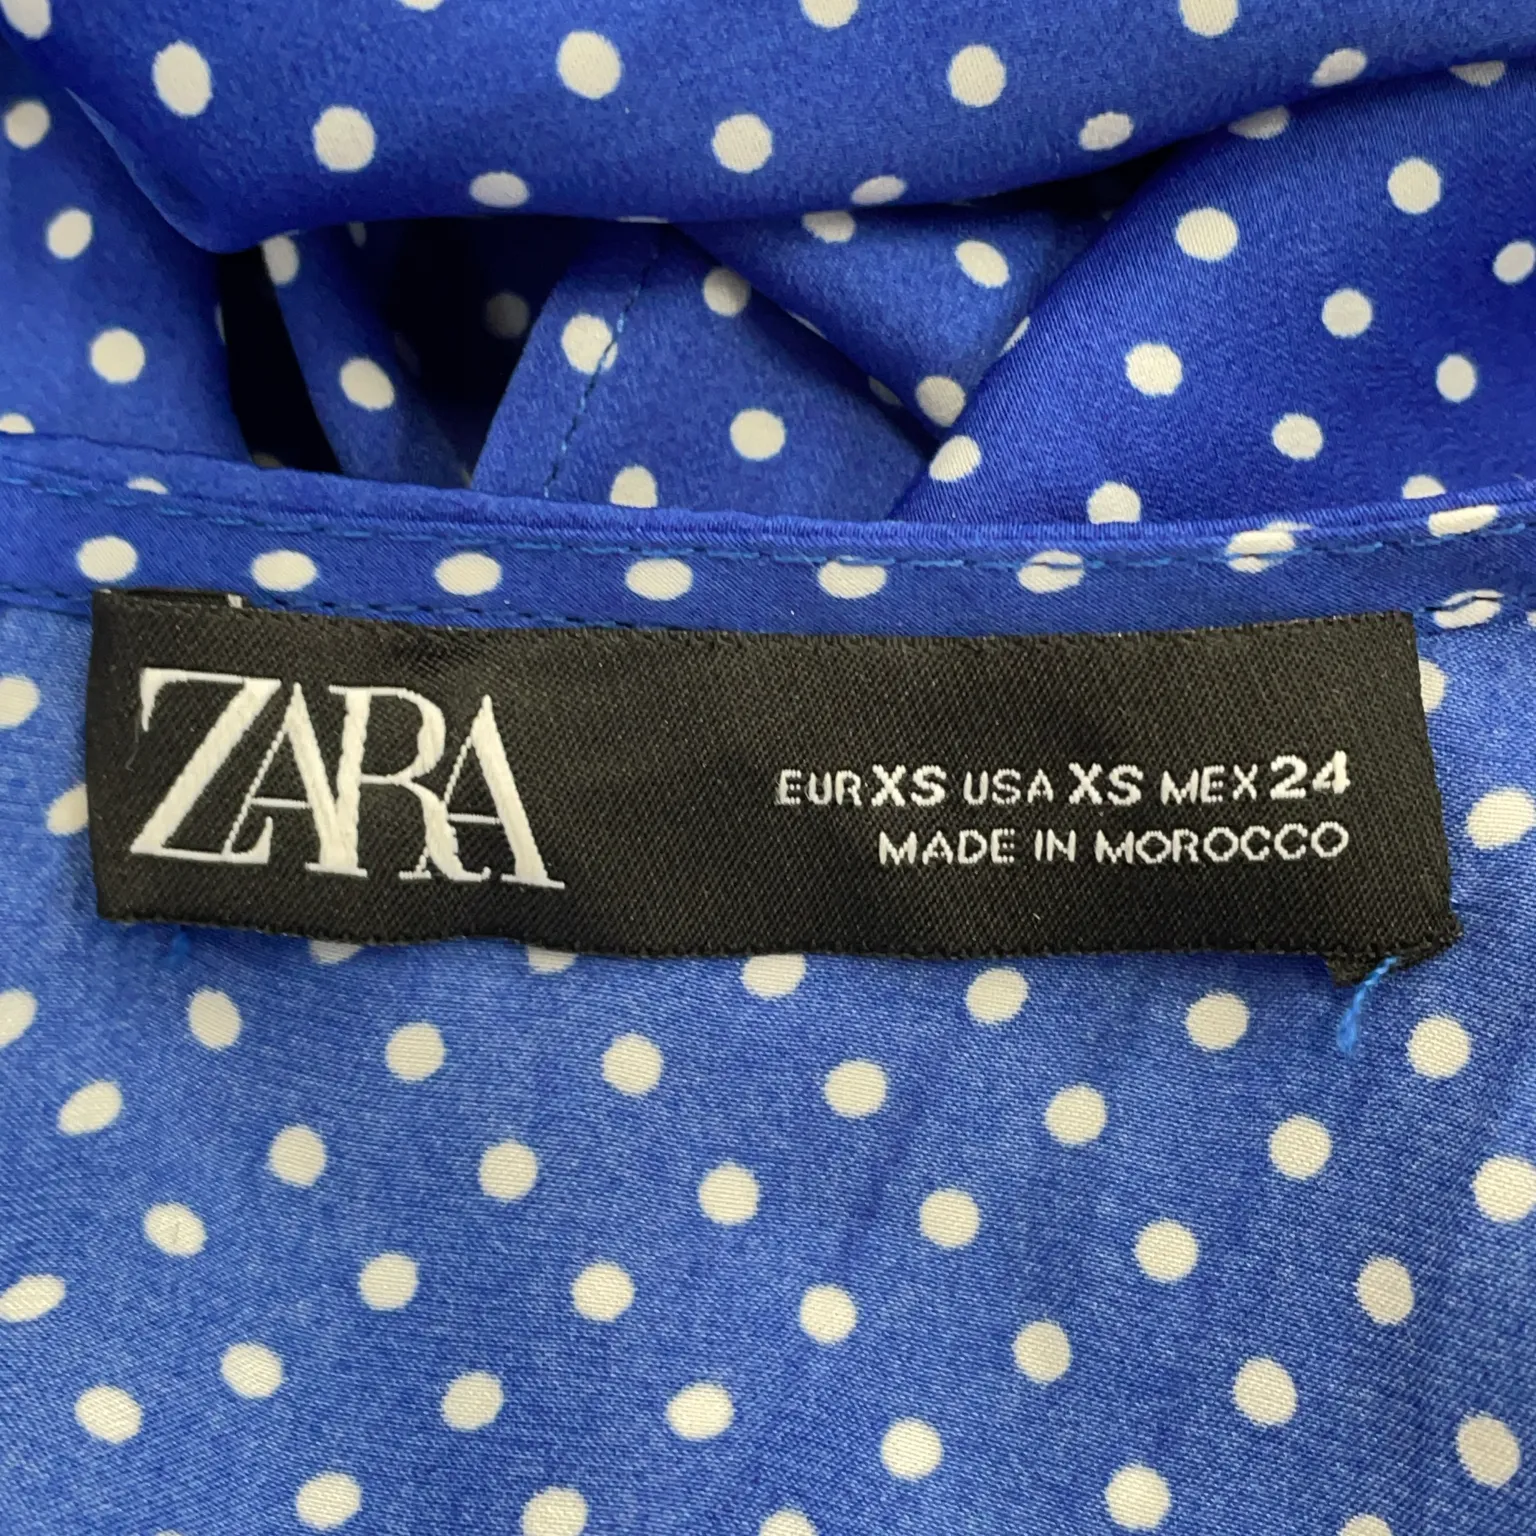 ZARA
EUR XS USA XS MEX 24
MADE IN MOROCCO